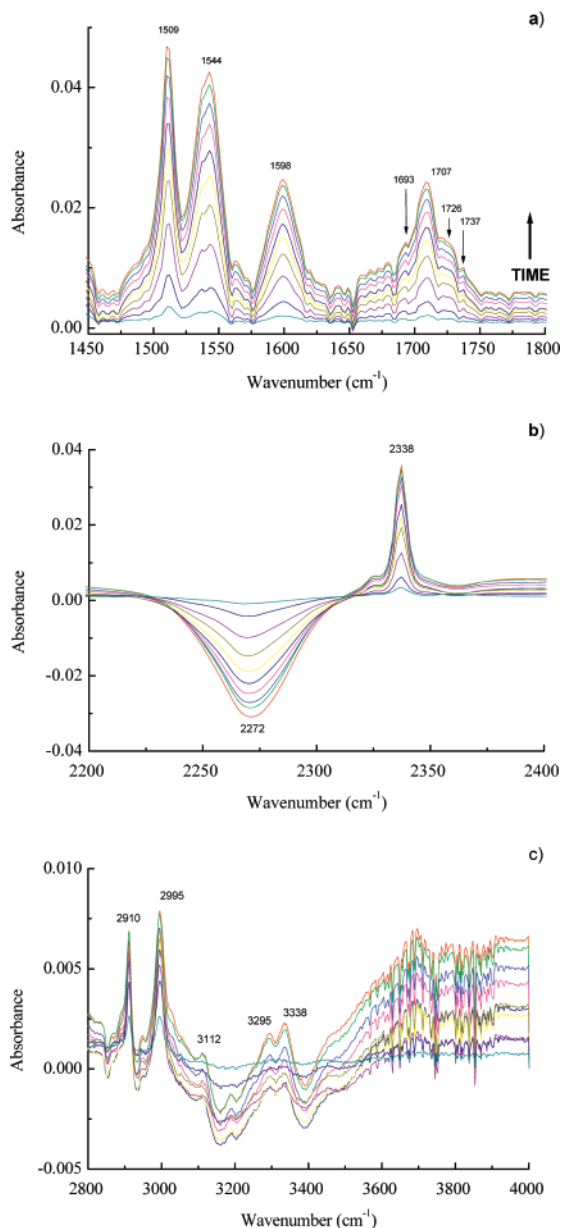 a)
1509
1544
1598
1693
1707
1726
1737
TIME
0.04
0.02
0.00
Absorbance
1450 1500 1550 1600 1650 1700 1750 1800
Wavenumber (cm-1)
b)
2338
2272
0.04
0.02
0.00
-0.02
-0.04
Absorbance
2200 2250 2300 2350 2400
Wavenumber (cm-1)
c)
2910
2995
3112
3295
3338
0.010
0.005
0.000
-0.005
Absorbance
2800 3000 3200 3400 3600 3800 4000
Wavenumber (cm-1)